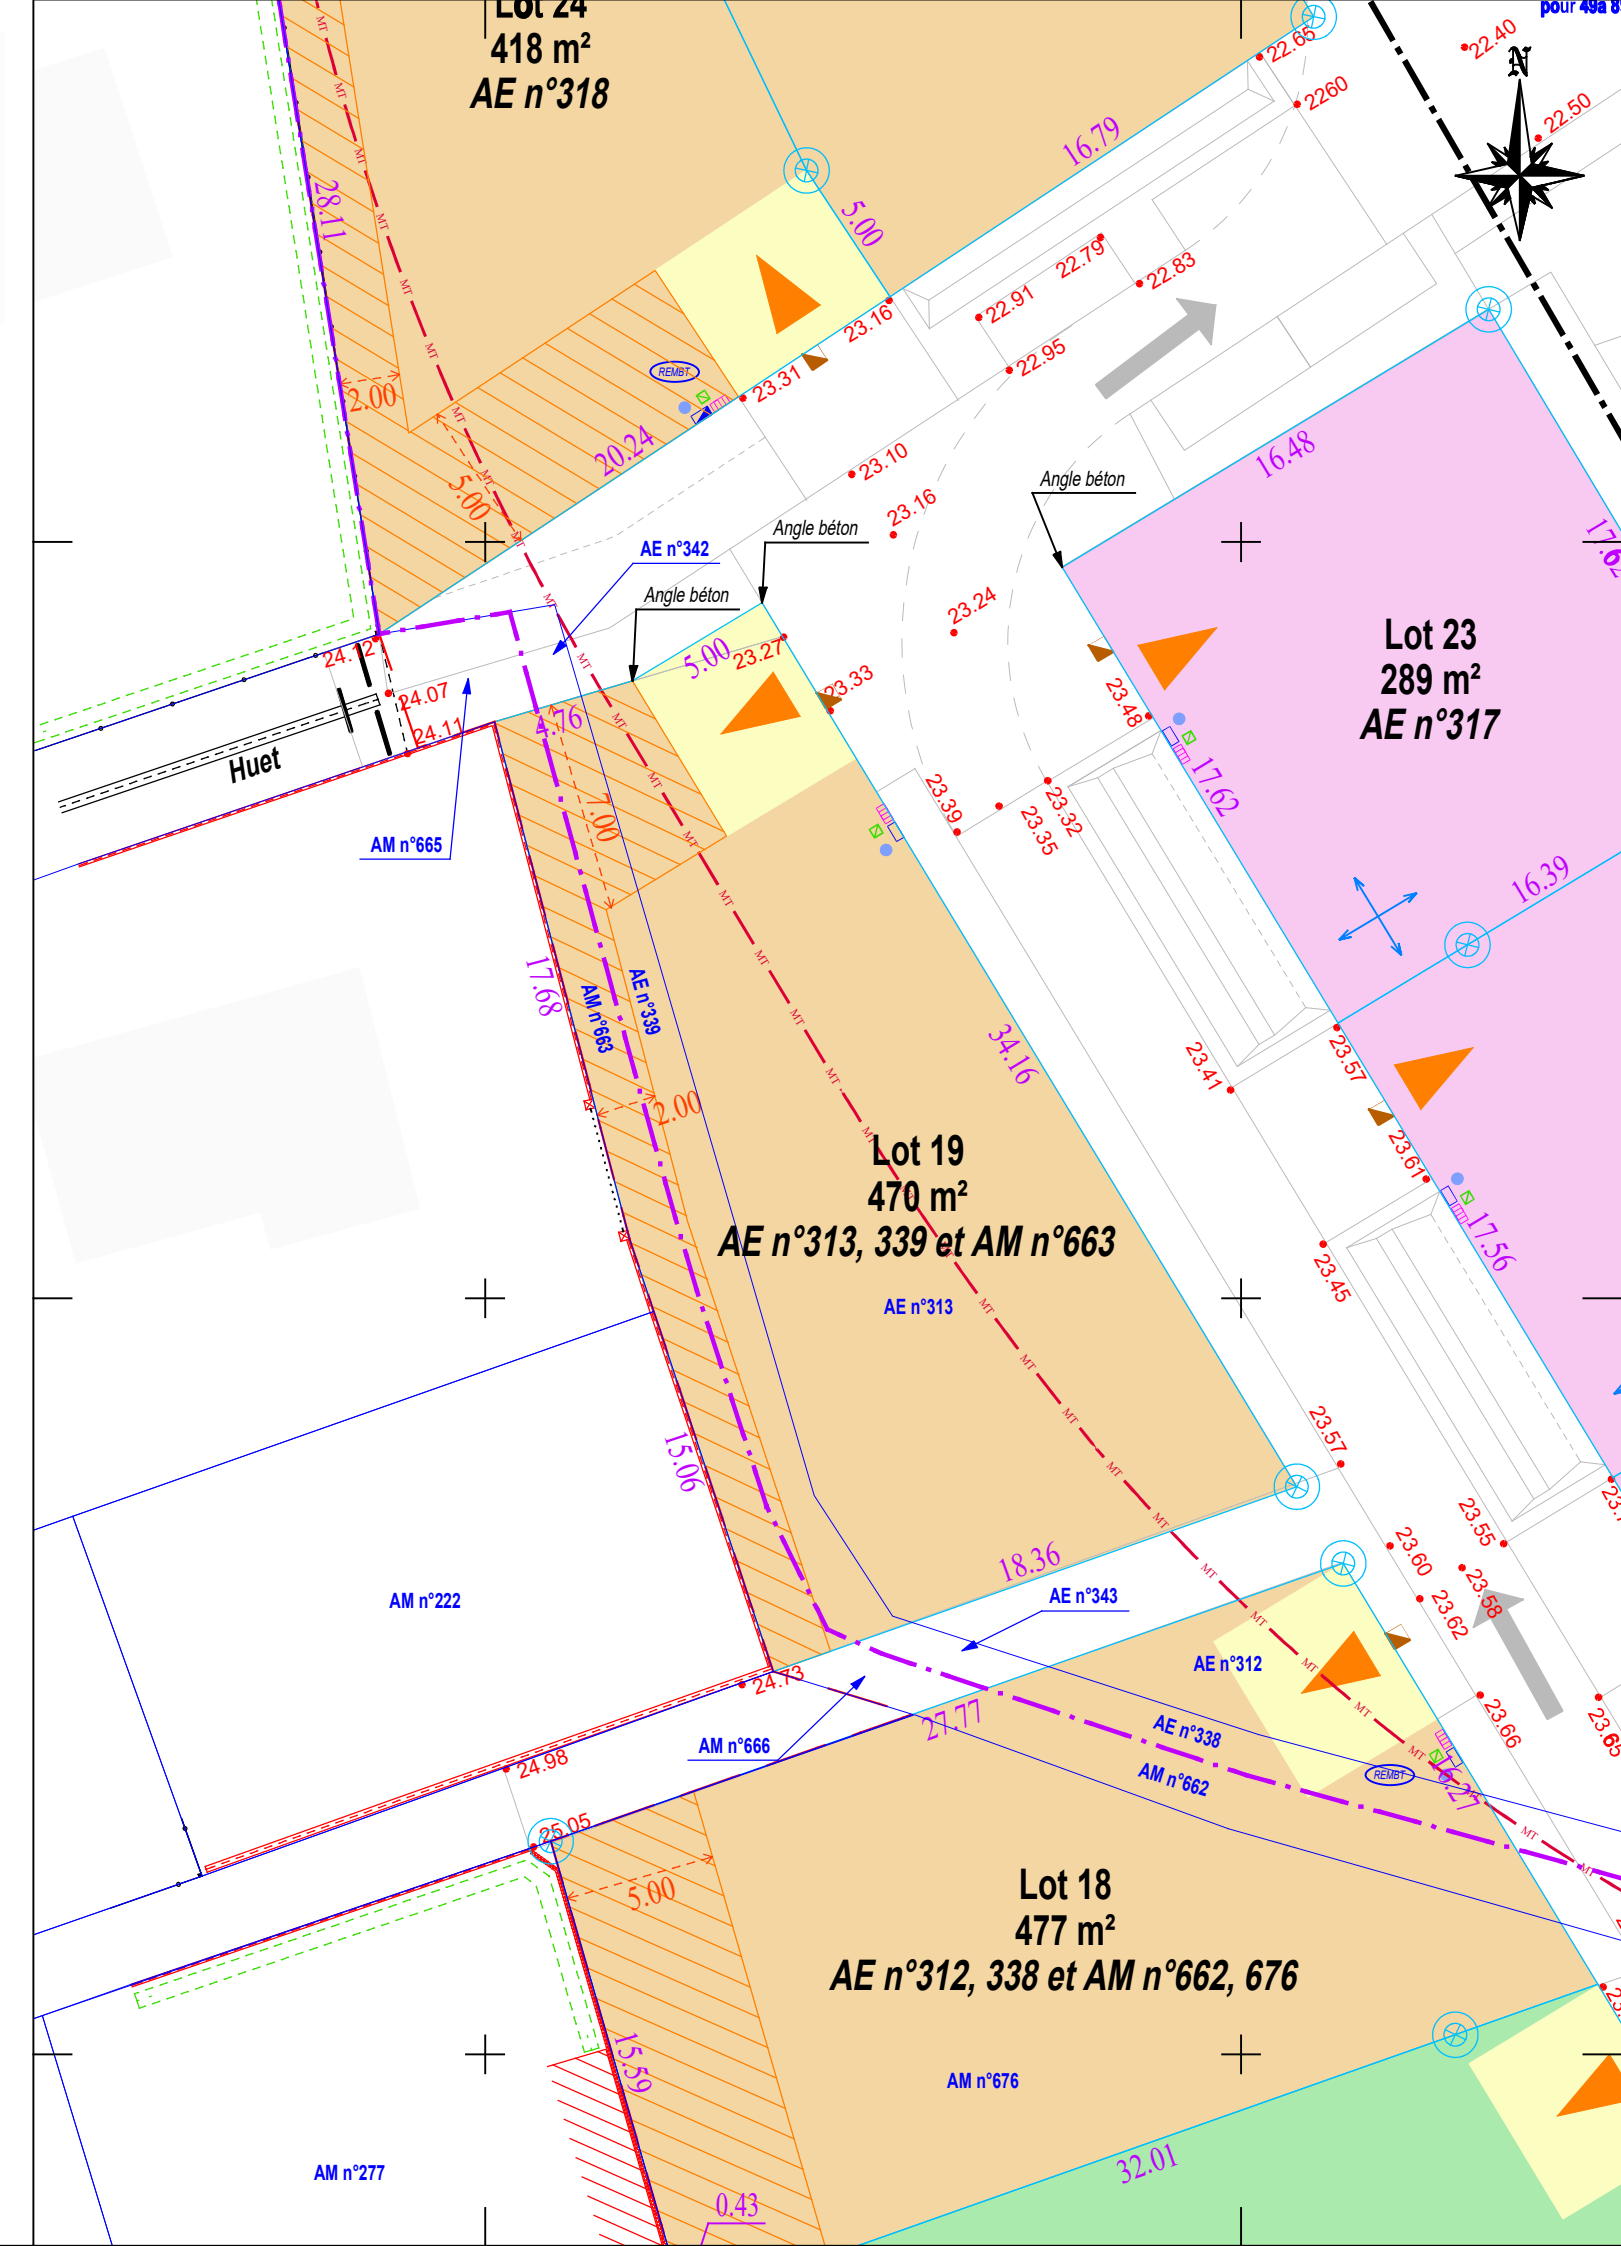 Lot 24
418 m²
AE n°318
N
22.40
22.50
22.65
2260
16.79
5.00
28.11
22.79
22.83
22.91
22.95
23.16
23.31
REMBT
2.00
20.24
5.00
23.10
23.16
16.48
Angle béton
Angle béton
Angle béton
AE n°342
23.24
23.27
5.00
23.33
24.12
24.07
24.11
4.76
Huet
7.00
AM n°665
Lot 23
289 m²
AE n°317
23.48
17.62
23.39
23.35
23.32
16.39
17.68
AM n°663
AE n°339
2.00
34.16
23.41
23.57
23.61
17.56
23.45
Lot 19
470 m²
AE n°313, 339 et AM n°663
AE n°313
15.06
23.57
23.55
23.60
23.58
23.62
18.36
AE n°343
AM n°222
AE n°312
24.73
27.77
AM n°666
AE n°338
AM n°662
23.66
23.65
REMBT
16.27
24.98
25.05
5.00
Lot 18
477 m²
AE n°312, 338 et AM n°662, 676
15.59
AM n°676
AM n°277
32.01
0.43
MT